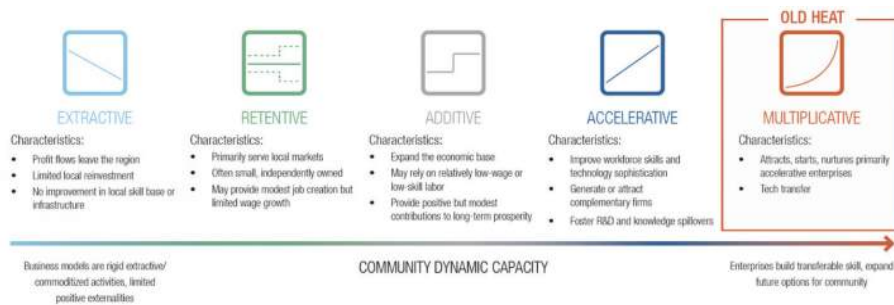 OLD HEAT
EXTRACTIVE
Characteristics:
• Profit flows leave the region
• Limited local reinvestment
• No improvement in local skill base or
infrastructure
RETENTIVE
Characteristics:
• Primarily serve local markets
• Often small, independently owned
• May provide modest job creation but
limited wage growth
ADDITIVE
Characteristics:
• Expand the economic base
• May rely on relatively low-wage or
low-skill labor
• Provide positive but modest
contributions to long-term prosperity
ACCELERATIVE
Characteristics:
• Improve workforce skills and
technology sophistication
• Generate or attract
complementary firms
• Foster R&D and knowledge spillovers
MULTIPLICATIVE
Characteristics:
• Attracts, starts, nurtures primarily
accelerative enterprises
• Tech transfer
Business models are rigid extractive/
commoditized activities, limited
positive externalities
COMMUNITY DYNAMIC CAPACITY
Enterprises build transferable skill, expand
future options for community